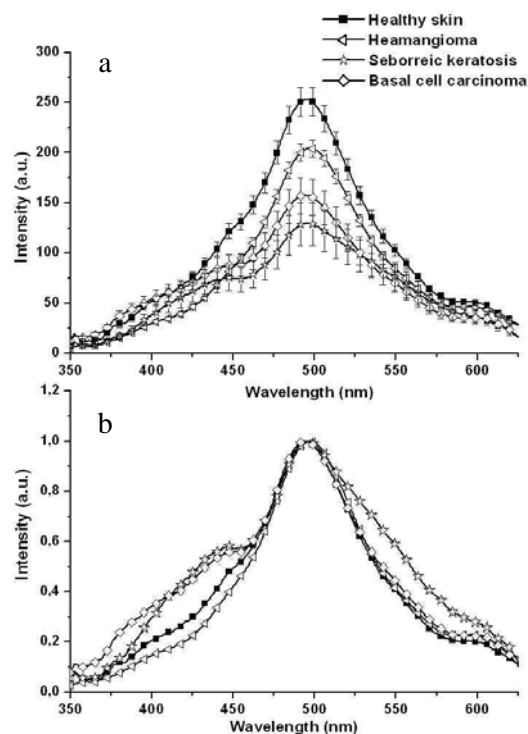 Healthy skin
Heamangioma
Seborreic keratosis
Basal cell carcinoma
a
300
250
200
150
100
50
0
Intensity (a.u.)
350 400 450 500 550 600
Wavelength (nm)
b
1,0
0,8
0,6
0,4
0,2
0,0
Intensity (a.u.)
350 400 450 500 550 600
Wavelength (nm)